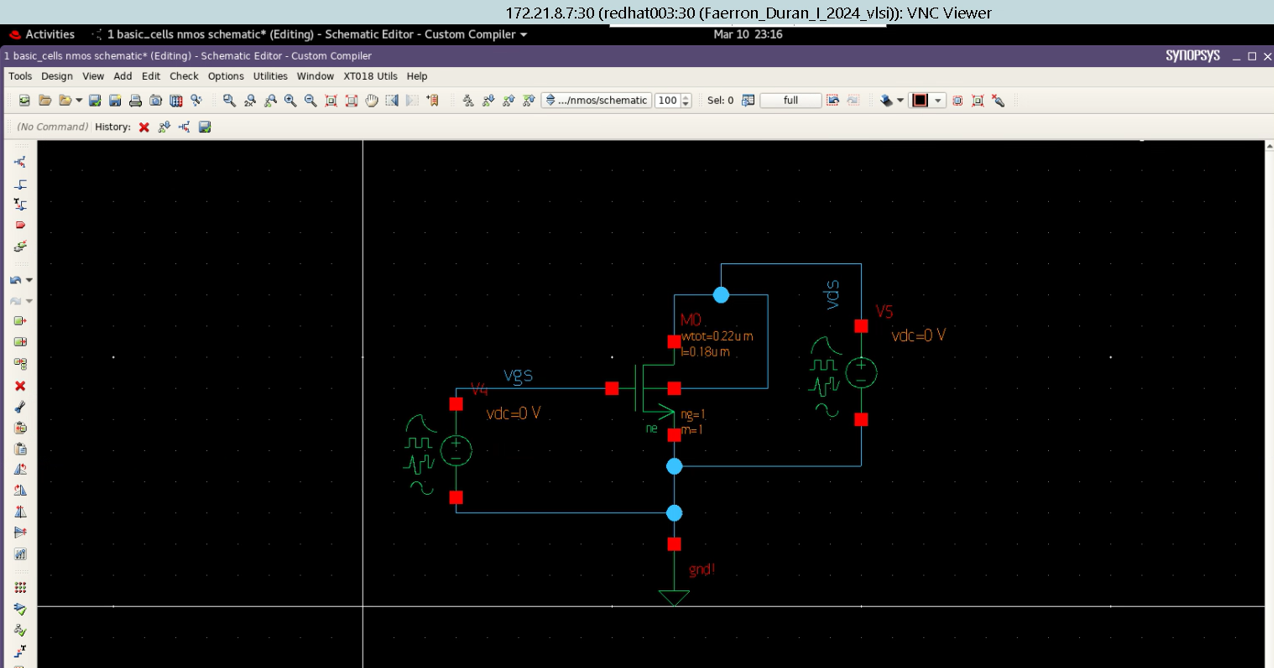 172.21.8.7:30 (redhat003:30 (Faerron_Duran_I_2024_vlsi)): VNC Viewer
Activities
1 basic_cells nmos schematic* (Editing) - Schematic Editor - Custom Compiler
Mar 10 23:16
1 basic_cells nmos schematic* (Editing) - Schematic Editor - Custom Compiler
SYNOPSYS
Tools Design View Add Edit Check Options Utilities Window XT018 Utils Help
.../nmos/schematic 100 Sel: 0 full
(No Command) History:
vds
V5
vdc=0 V
M0
wtot=0.22u m
l=0.18u m
vgs
V4
vdc=0 V
ng=1
ne
m=1
gnd!